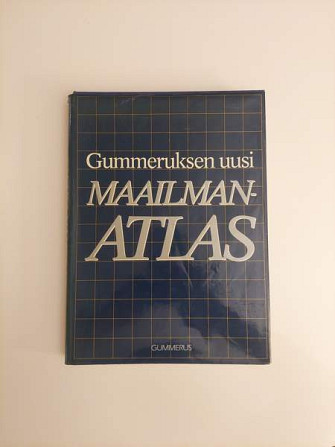 Gummeruksen uusi
MAAILMAN-
ATLAS
GUMMERUS